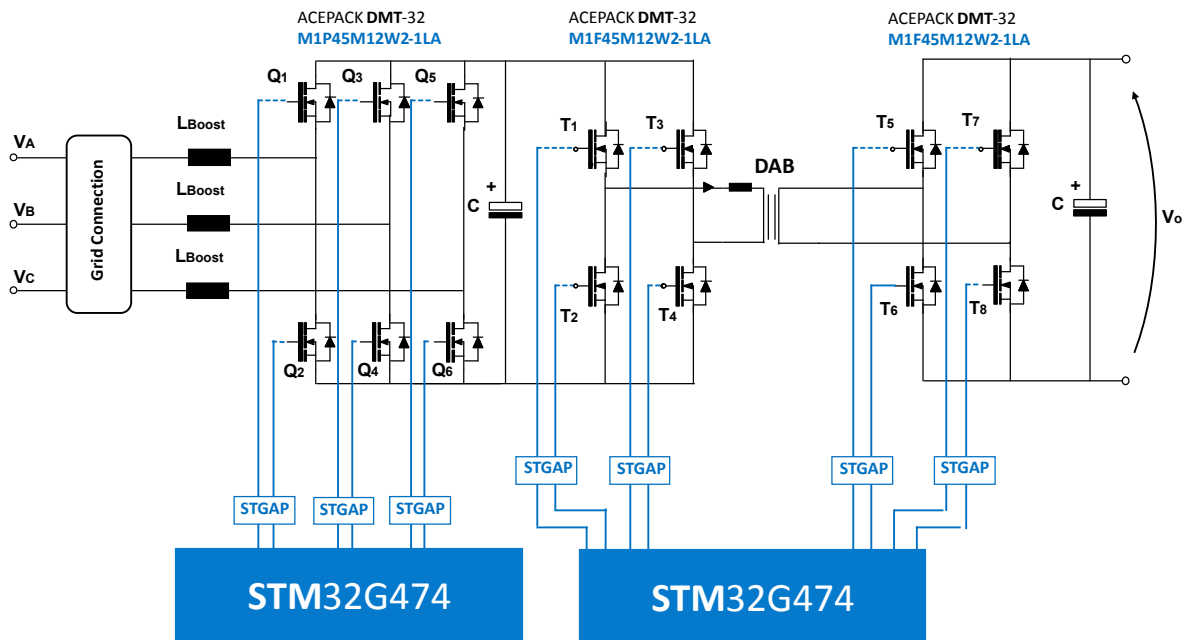 ACEPACK DMT-32
M1P45M12W2-1LA
ACEPACK DMT-32
M1F45M12W2-1LA
ACEPACK DMT-32
M1F45M12W2-1LA
Q1
Q3
Q5
T1
T3
T5
T7
LBoost
VA
DAB
LBoost
VB
Grid Connection
+
C
+
C
Vo
LBoost
VC
T2
T4
T6
T8
Q2
Q4
Q6
STGAP
STGAP
STGAP
STGAP
STGAP
STGAP
STGAP
STM32G474
STM32G474